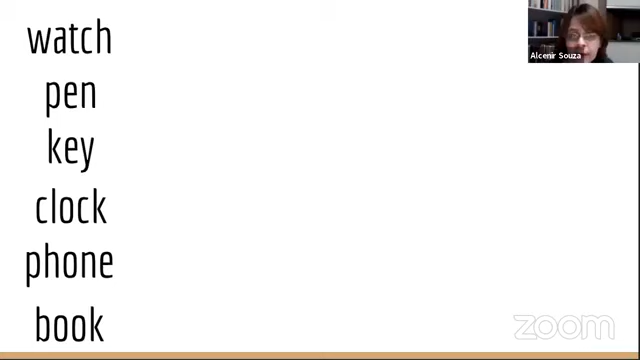 watch
Alcenir Souza
pen
key
clock
phone
book
zoom